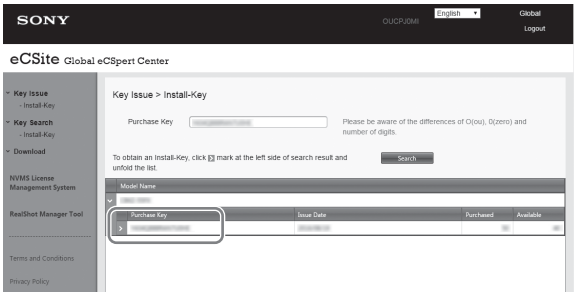 SONY
OUCPJ0MI
English
Global
Logout
eCSite Global eCSpert Center
Key Issue
- Install-Key
Key Search
- Install-Key
Download
NVMS License
Management System
RealShot Manager Tool
Terms and Conditions
Privacy Policy
Key Issue > Install-Key
Purchase Key
Please be aware of the differences of O(ou), 0(zero) and
number of digits.
To obtain an Install-Key, click > mark at the left side of search result and
unfold the list.
Search
Model Name
Purchase Key Issue Date Purchased Available